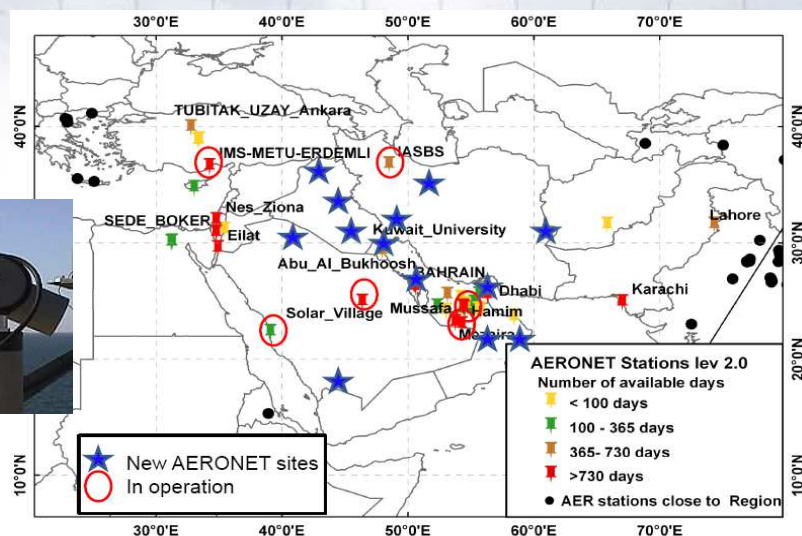 30°0'E 40°0'E 50°0'E 60°0'E 70°0'E
40°0'N
30°0'N
20°0'N
10°0'N
TUBITAK_UZAY_Ankara
IMS-METU-ERDEMLI
IASBS
Nes_Ziona
SEDE_BOKER
Eilat
Kuwait_University
Lahore
Abu_Al_Bukhoosh
BAHRAIN
Dhabi
Karachi
Solar_Village
Mussafa
Hamim
Mezaira
AERONET Stations lev 2.0
Number of available days
< 100 days
100 - 365 days
365- 730 days
>730 days
AER stations close to Region
New AERONET sites
In operation
40°0'N
30°0'N
20°0'N
10°0'N
30°0'E 40°0'E 50°0'E 60°0'E 70°0'E